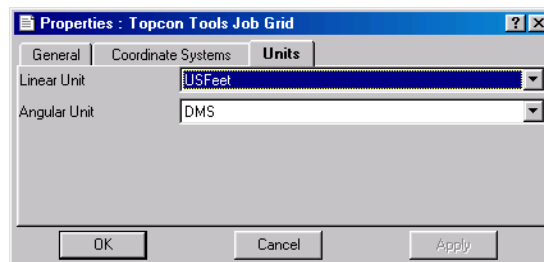 Properties : Topcon Tools Job Grid
General Coordinate Systems Units
Linear Unit USFeet
Angular Unit DMS
OK Cancel Apply